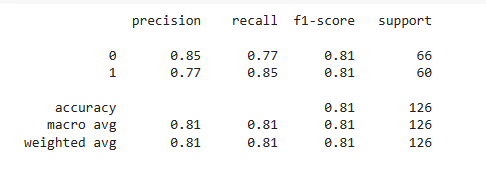 precision recall f1-score support
0 0.85 0.77 0.81 66
1 0.77 0.85 0.81 60
accuracy 0.81 126
macro avg 0.81 0.81 0.81 126
weighted avg 0.81 0.81 0.81 126